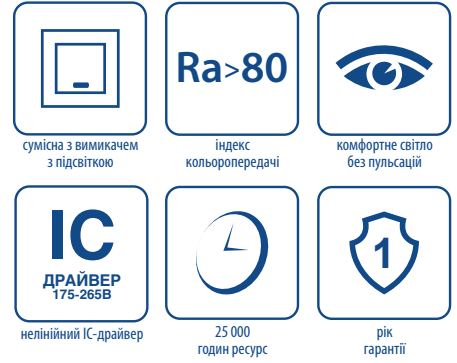 Ra>80
сумісна з вимикачем
з підсвіткою
індекс
кольоропередачі
комфортне світло
без пульсацій
IC
ДРАЙВЕР
175-265В
1
нелінійний IC-драйвер
25 000
годин ресурс
рік
гарантії